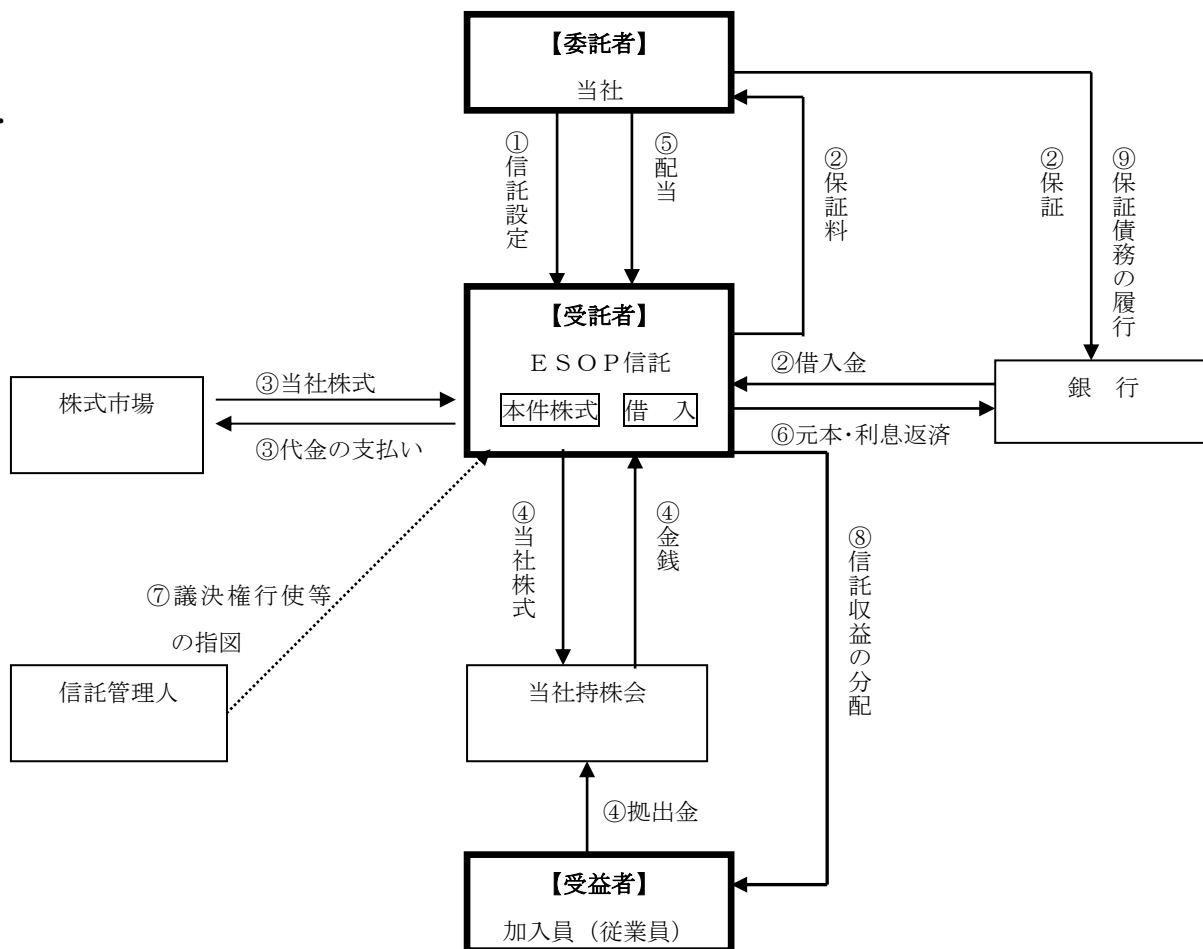 【委託者】
当社
①信託設定
⑤配当
②保証料
②保証
⑨保証債務の履行
【受託者】
ESOP信託
本件株式
借 入
②借入金
⑥元本・利息返済
銀 行
株式市場
③当社株式
③代金の支払い
④当社株式
④金銭
⑧信託収益の分配
⑦議決権行使等
の指図
信託管理人
当社持株会
④拠出金
【受益者】
加入員（従業員）